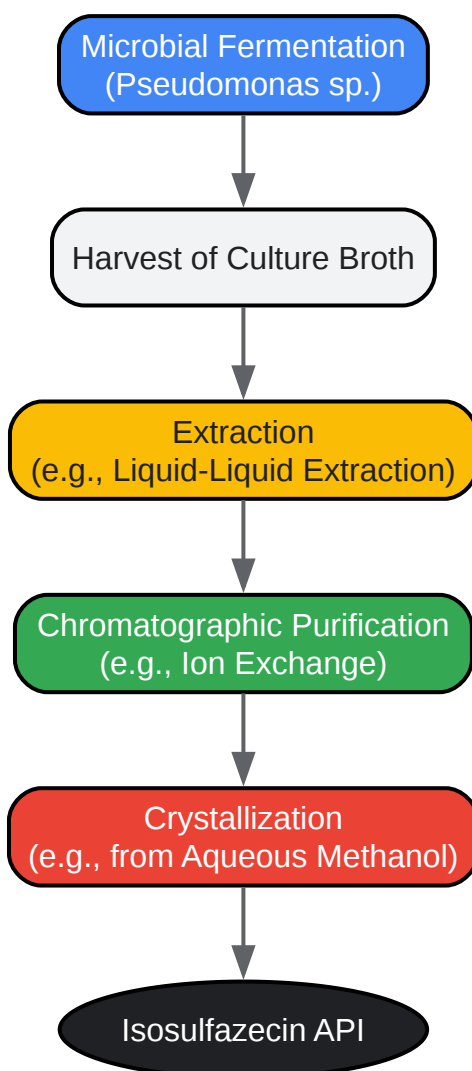 Microbial Fermentation
(Pseudomonas sp.)
Harvest of Culture Broth
Extraction
(e.g., Liquid-Liquid Extraction)
Chromatographic Purification
(e.g., Ion Exchange)
Crystallization
(e.g., from Aqueous Methanol)
Isosulfazecin API